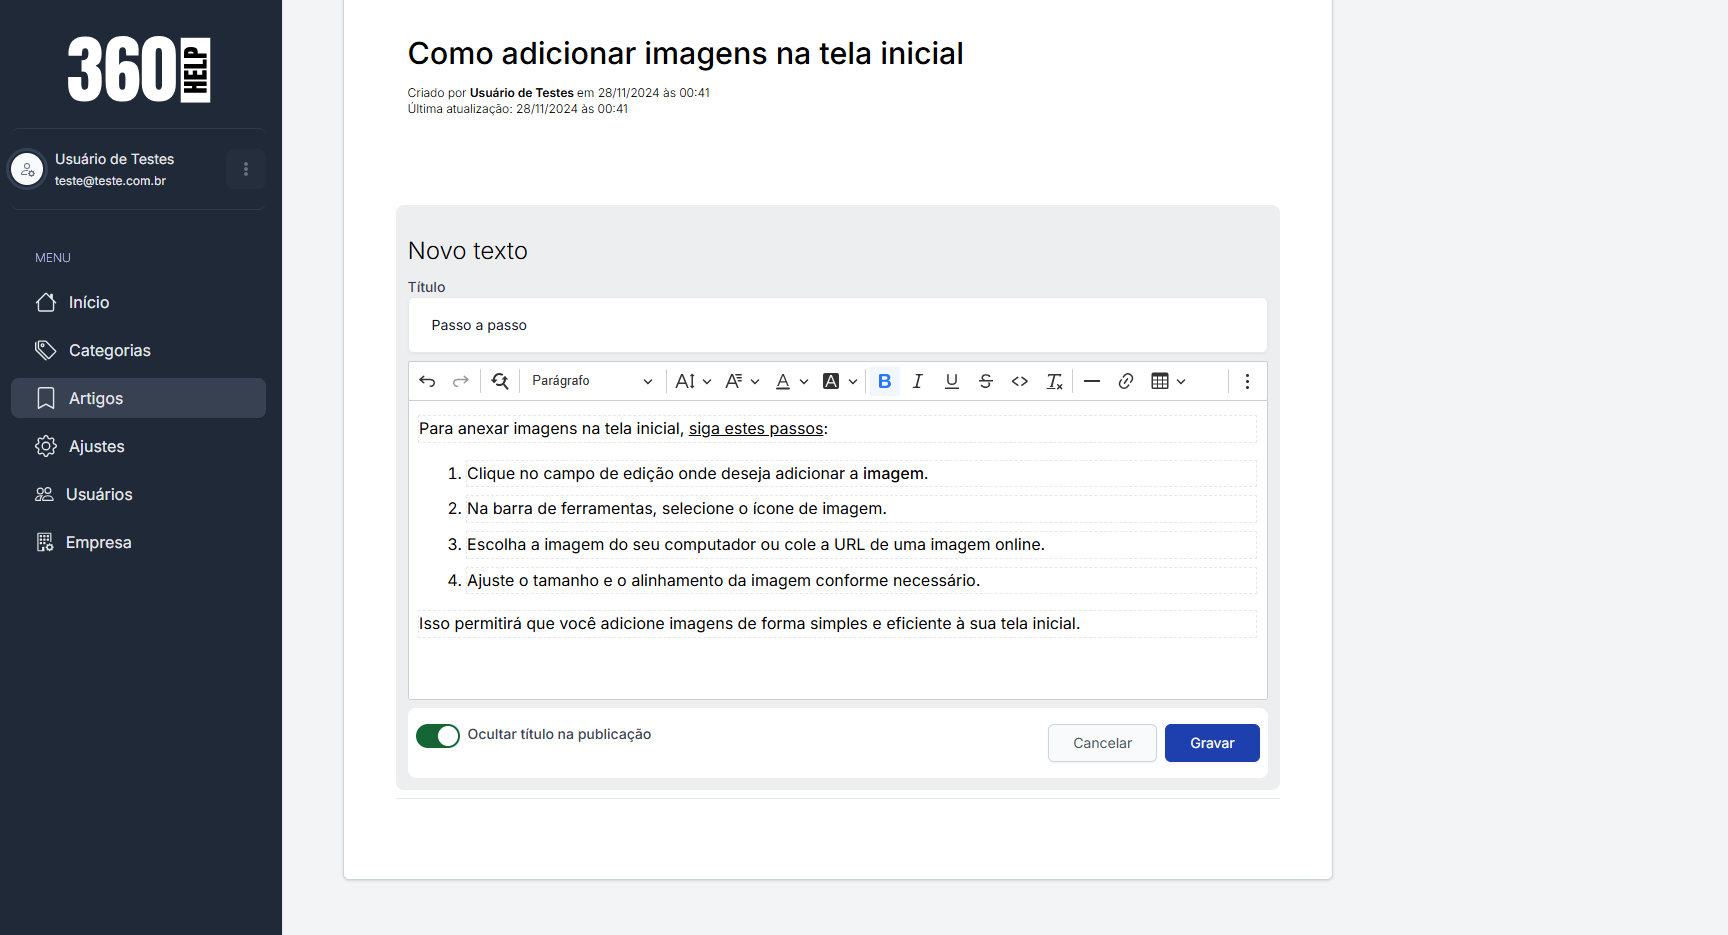 360 HELP
Usuário de Testes
teste@teste.com.br
MENU
Início
Categorias
Artigos
Ajustes
Usuários
Empresa
Como adicionar imagens na tela inicial
Criado por Usuário de Testes em 28/11/2024 às 00:41
Última atualização: 28/11/2024 às 00:41
Novo texto
Título
Passo a passo
Parágrafo
Para anexar imagens na tela inicial, siga estes passos:
1. Clique no campo de edição onde deseja adicionar a imagem.
2. Na barra de ferramentas, selecione o ícone de imagem.
3. Escolha a imagem do seu computador ou cole a URL de uma imagem online.
4. Ajuste o tamanho e o alinhamento da imagem conforme necessário.
Isso permitirá que você adicione imagens de forma simples e eficiente à sua tela inicial.
Ocultar título na publicação
Cancelar
Gravar